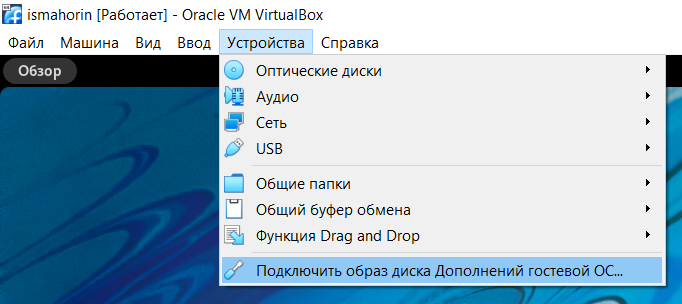 ismahorin [Работает] - Oracle VM VirtualBox
Файл Машина Вид Ввод Устройства Справка
Обзор
Оптические диски
Аудио
Сеть
USB
Общие папки
Общий буфер обмена
Функция Drag and Drop
Подключить образ диска Дополнений гостевой ОС...